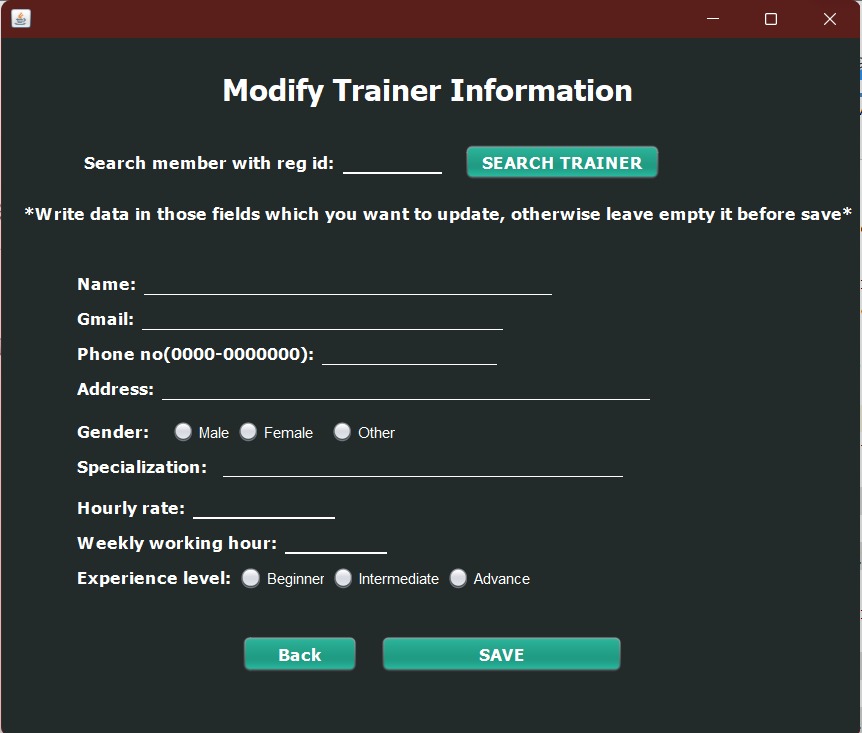 Modify Trainer Information
Search member with reg id: SEARCH TRAINER
*Write data in those fields which you want to update, otherwise leave empty it before save*
Name:
Gmail:
Phone no(0000-0000000):
Address:
Gender: Male Female Other
Specialization:
Hourly rate:
Weekly working hour:
Experience level: Beginner Intermediate Advance
Back SAVE